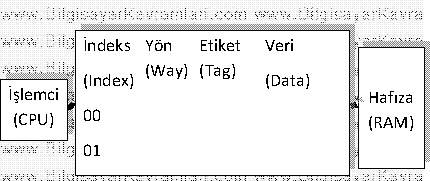 www.BilgisayarKavramlari.com www.BilgisayarKavra
İndeks Yön Etiket Veri
(Index) (Way) (Tag) (Data)
00
01
İşlemci
(CPU)
Hafıza
(RAM)